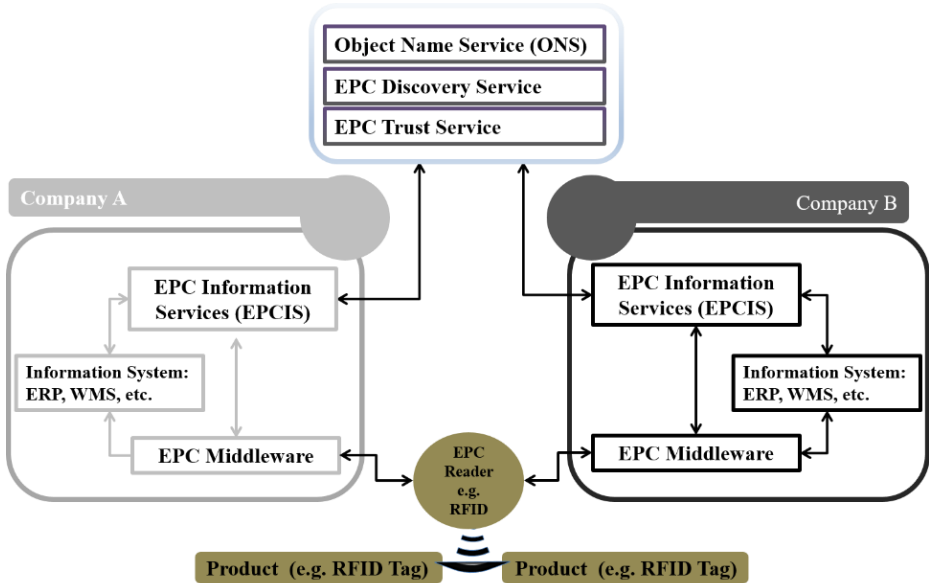 Object Name Service (ONS)
EPC Discovery Service
EPC Trust Service
Company A
Company B
EPC Information
Services (EPCIS)
Information System:
ERP, WMS, etc.
EPC Middleware
EPC
Reader
e.g.
RFID
EPC Information
Services (EPCIS)
Information System:
ERP, WMS, etc.
EPC Middleware
Product (e.g. RFID Tag)
Product (e.g. RFID Tag)